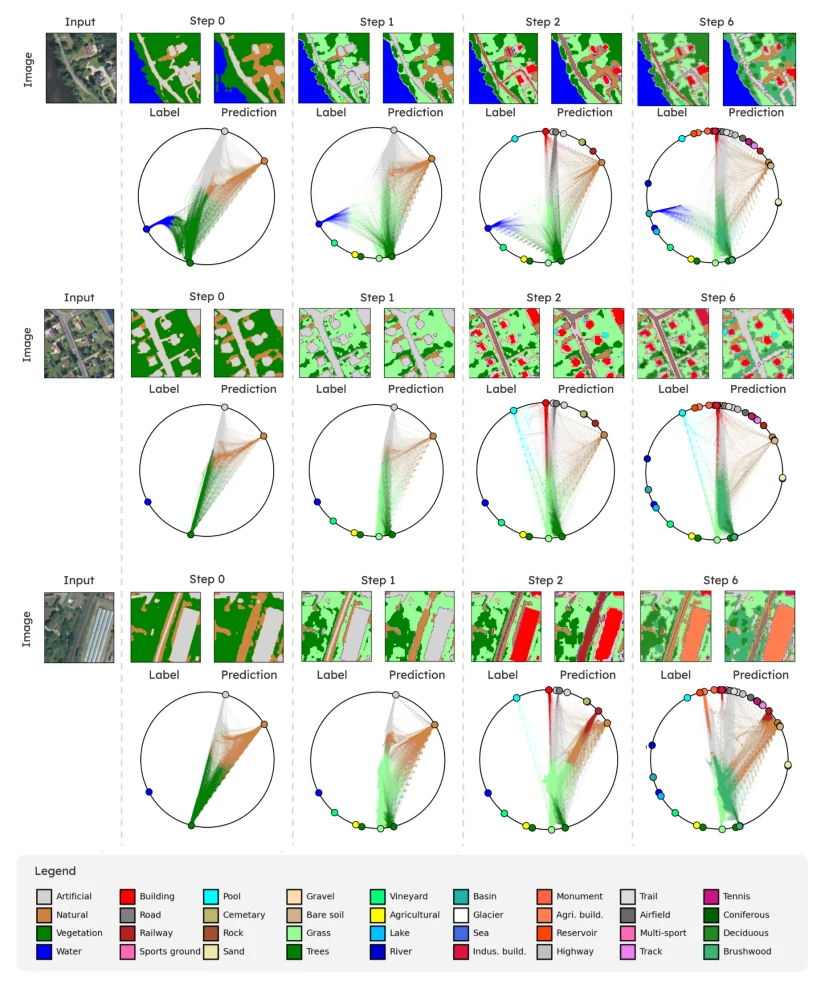 Input Step 0 Step 1 Step 2 Step 6
Image
Label Prediction Label Prediction Label Prediction Label Prediction
Input Step 0 Step 1 Step 2 Step 6
Image
Label Prediction Label Prediction Label Prediction Label Prediction
Input Step 0 Step 1 Step 2 Step 6
Image
Label Prediction Label Prediction Label Prediction Label Prediction
Legend
Artificial Building Pool Gravel Vineyard Basin Monument Trail Tennis
Natural Road Cemetary Bare soil Agricultural Glacier Agri. build. Airfield Coniferous
Vegetation Railway Rock Grass Lake Sea Reservoir Multi-sport Deciduous
Water Sports ground Sand Trees River Indus. build. Highway Track Brushwood